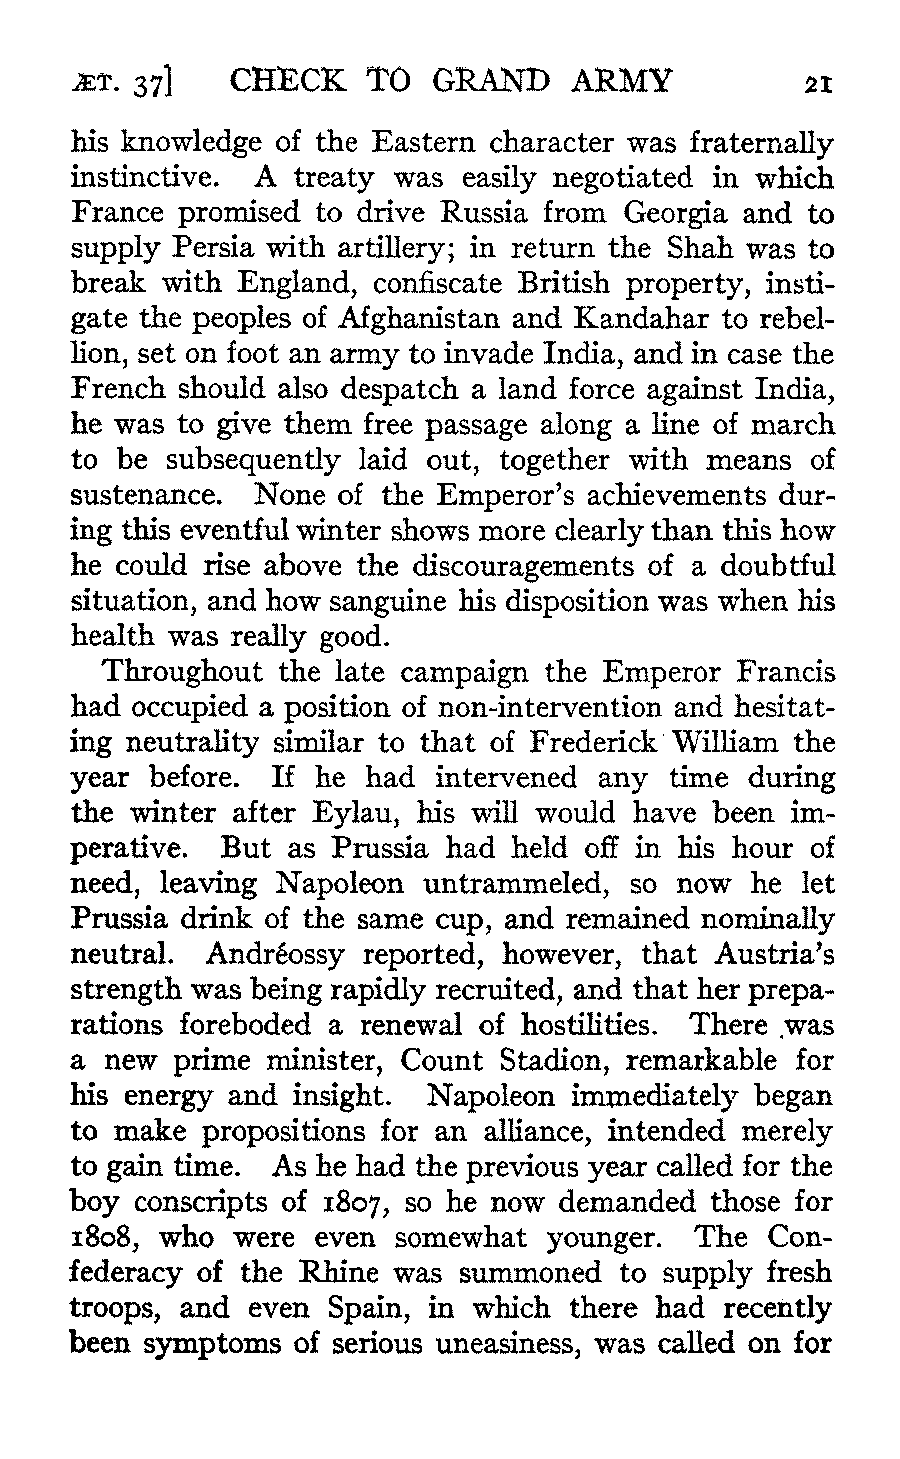 ÆT. 37] CHECK TO GRAND ARMY 21
his knowledge of the Eastern character was fraternally
instinctive. A treaty was easily negotiated in which
France promised to drive Russia from Georgia and to
supply Persia with artillery; in return the Shah was to
break with England, confiscate British property, insti-
gate the peoples of Afghanistan and Kandahar to rebel-
lion, set on foot an army to invade India, and in case the
French should also despatch a land force against India,
he was to give them free passage along a line of march
to be subsequently laid out, together with means of
sustenance. None of the Emperor's achievements dur-
ing this eventful winter shows more clearly than this how
he could rise above the discouragements of a doubtful
situation, and how sanguine his disposition was when his
health was really good.
Throughout the late campaign the Emperor Francis
had occupied a position of non-intervention and hesitat-
ing neutrality similar to that of Frederick William the
year before. If he had intervened any time during
the winter after Eylau, his will would have been im-
perative. But as Prussia had held off in his hour of
need, leaving Napoleon untrammeled, so now he let
Prussia drink of the same cup, and remained nominally
neutral. Andréossy reported, however, that Austria's
strength was being rapidly recruited, and that her prepa-
rations foreboded a renewal of hostilities. There was
a new prime minister, Count Stadion, remarkable for
his energy and insight. Napoleon immediately began
to make propositions for an alliance, intended merely
to gain time. As he had the previous year called for the
boy conscripts of 1807, so he now demanded those for
1808, who were even somewhat younger. The Con-
federacy of the Rhine was summoned to supply fresh
troops, and even Spain, in which there had recently
been symptoms of serious uneasiness, was called on for